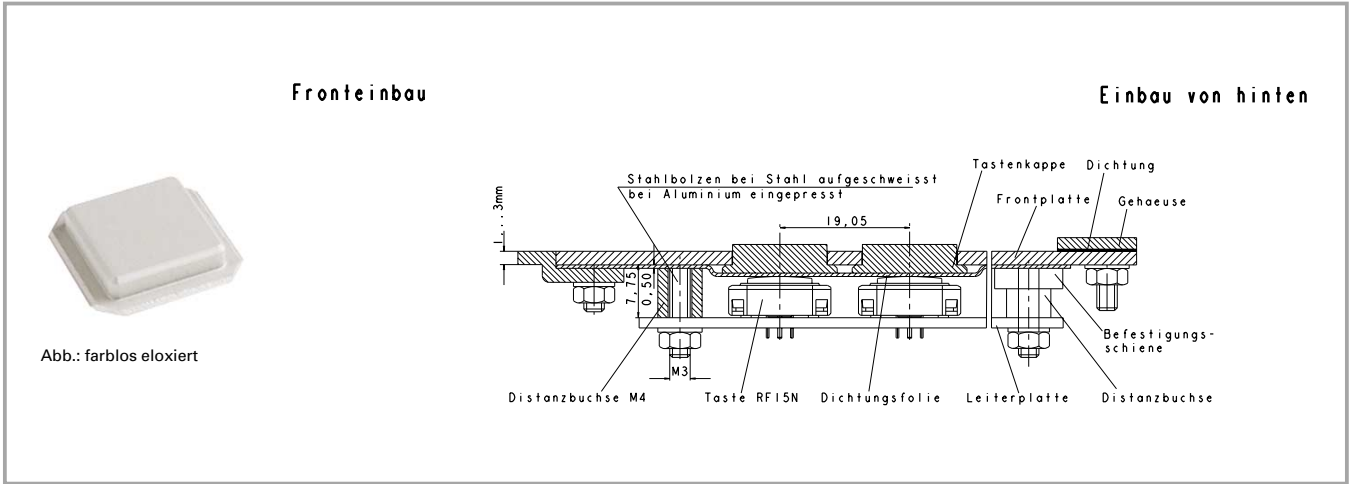 Fronteinbau
Einbau von hinten
Tastenkappe
Dichtung
Stahlbolzen bei Stahl aufgeschweisst
bei Aluminium eingepresst
Frontplatte
Gehaeuse
1...3mm
19,05
7,75
0,50
Befestigungs-
schiene
Abb.: farblos eloxiert
M3
Distanzbuchse M4
Taste RF15N
Dichtungsfolie
Leiterplatte
Distanzbuchse